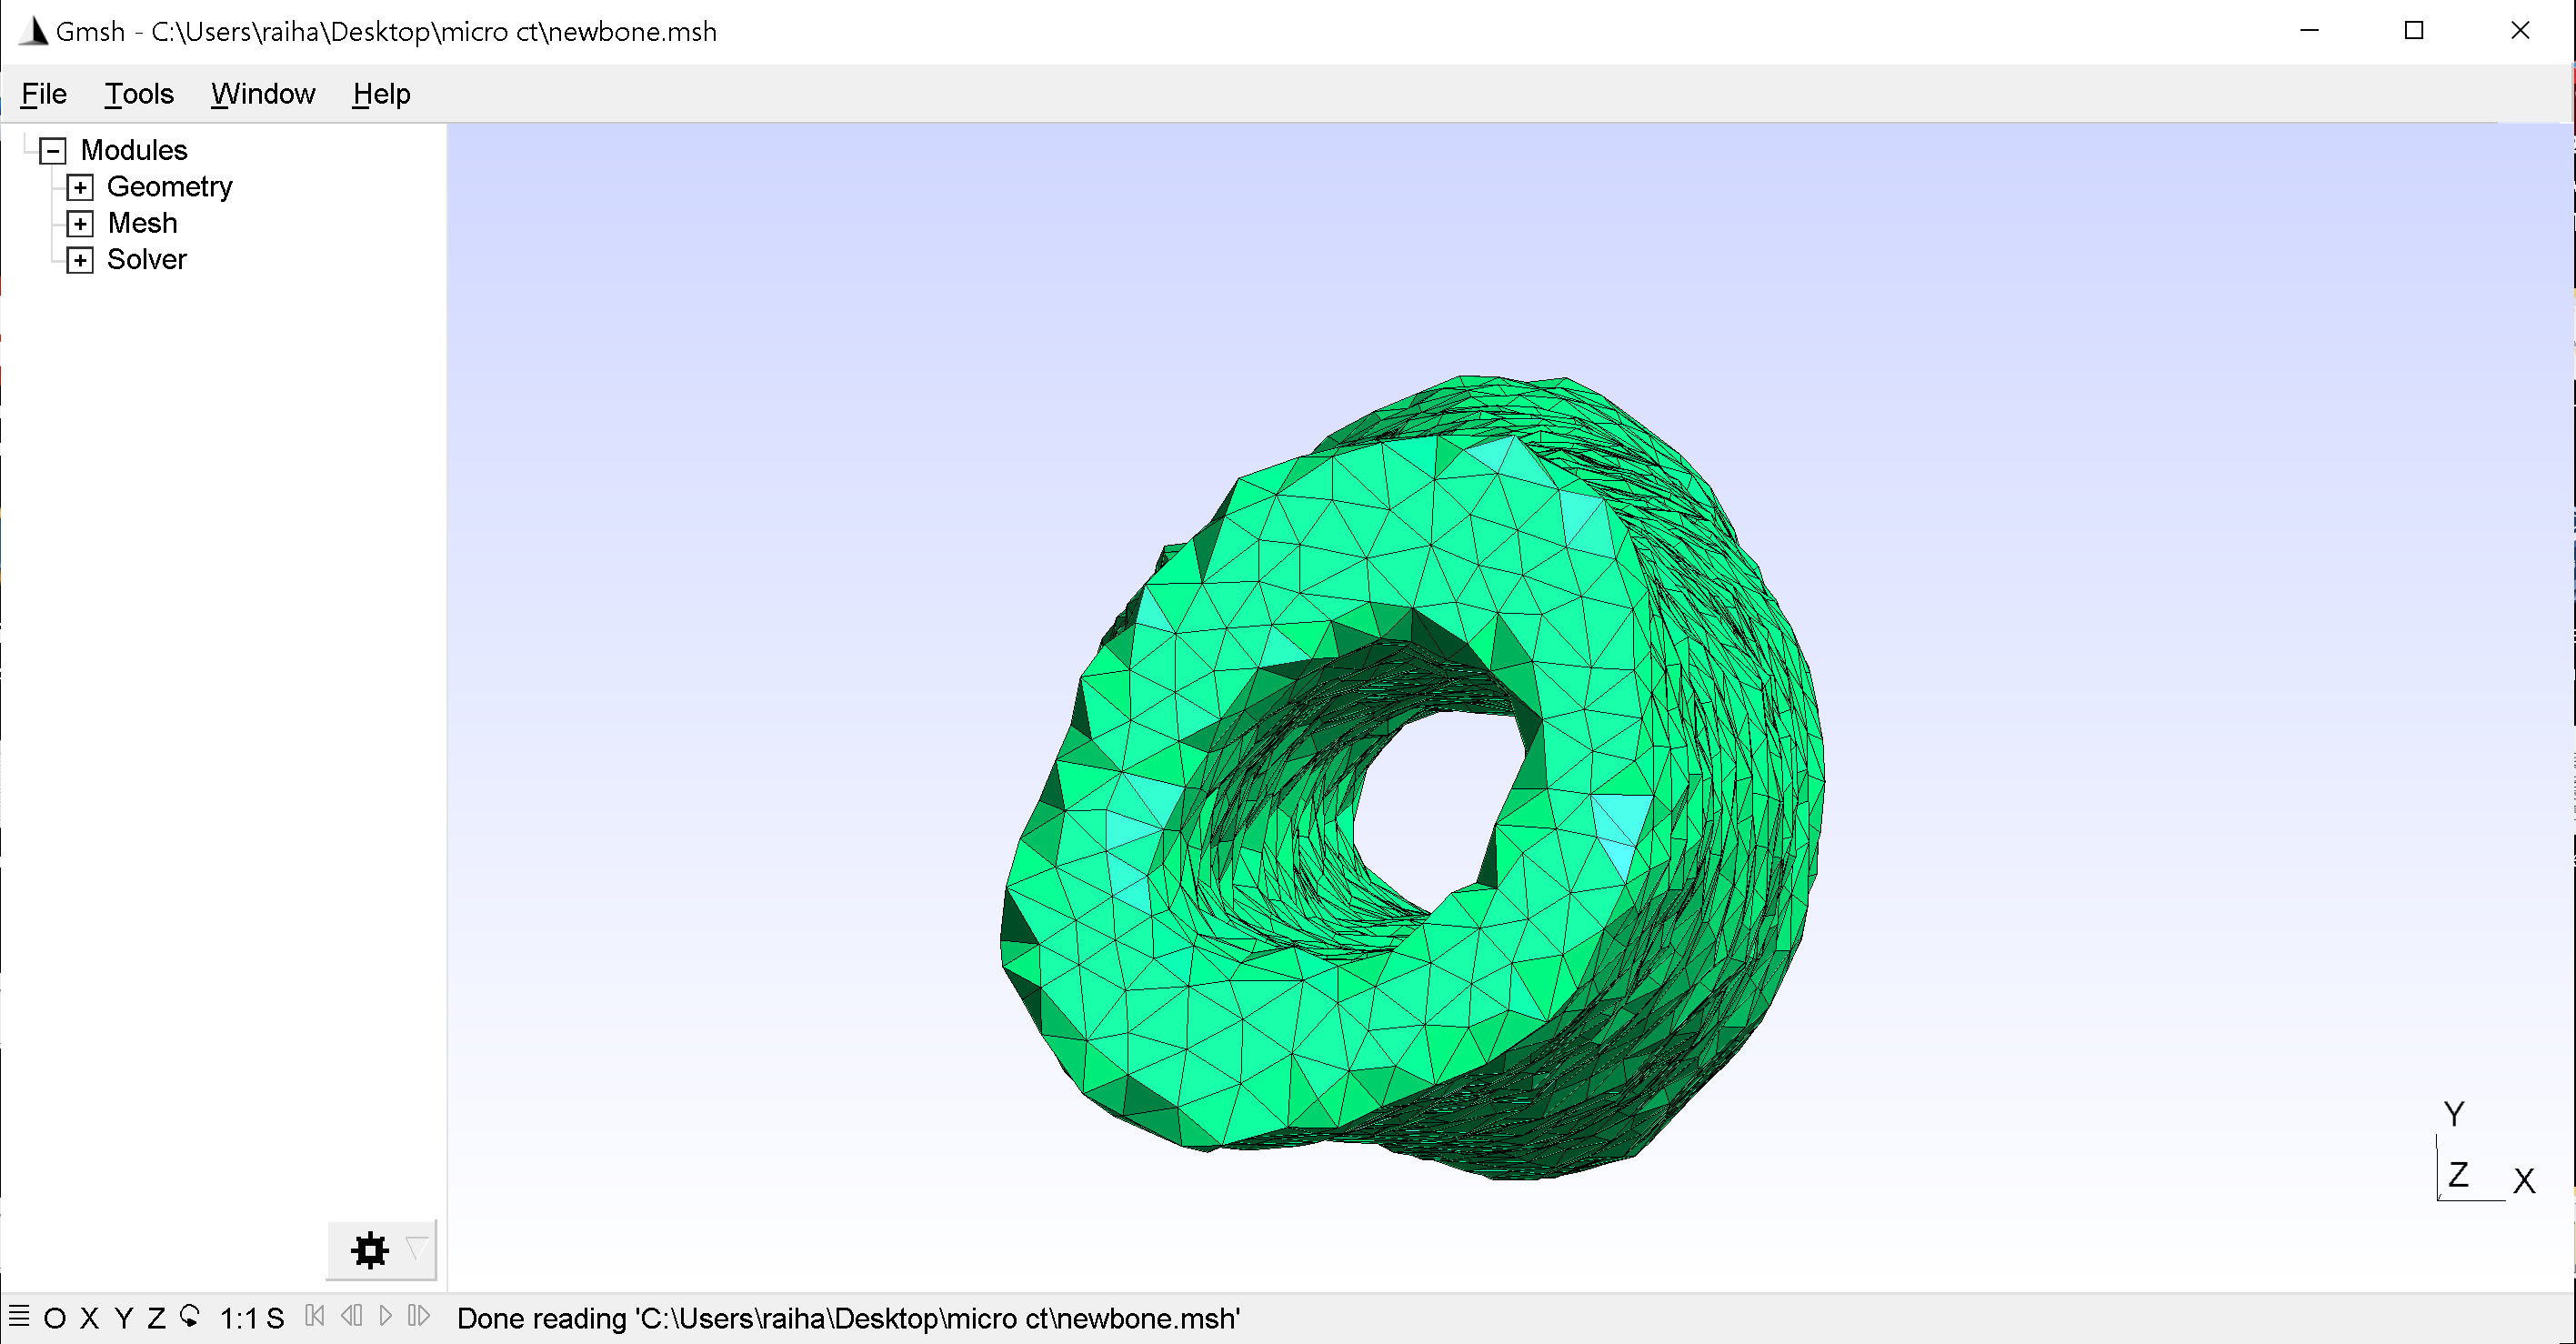 Gmsh - C:\Users\raiha\Desktop\micro ct\newbone.msh
File Tools Window Help
Modules
Geometry
Mesh
Solver
Y
Z X
O X Y Z 1:1 S Done reading 'C:\Users\raiha\Desktop\micro ct\newbone.msh'